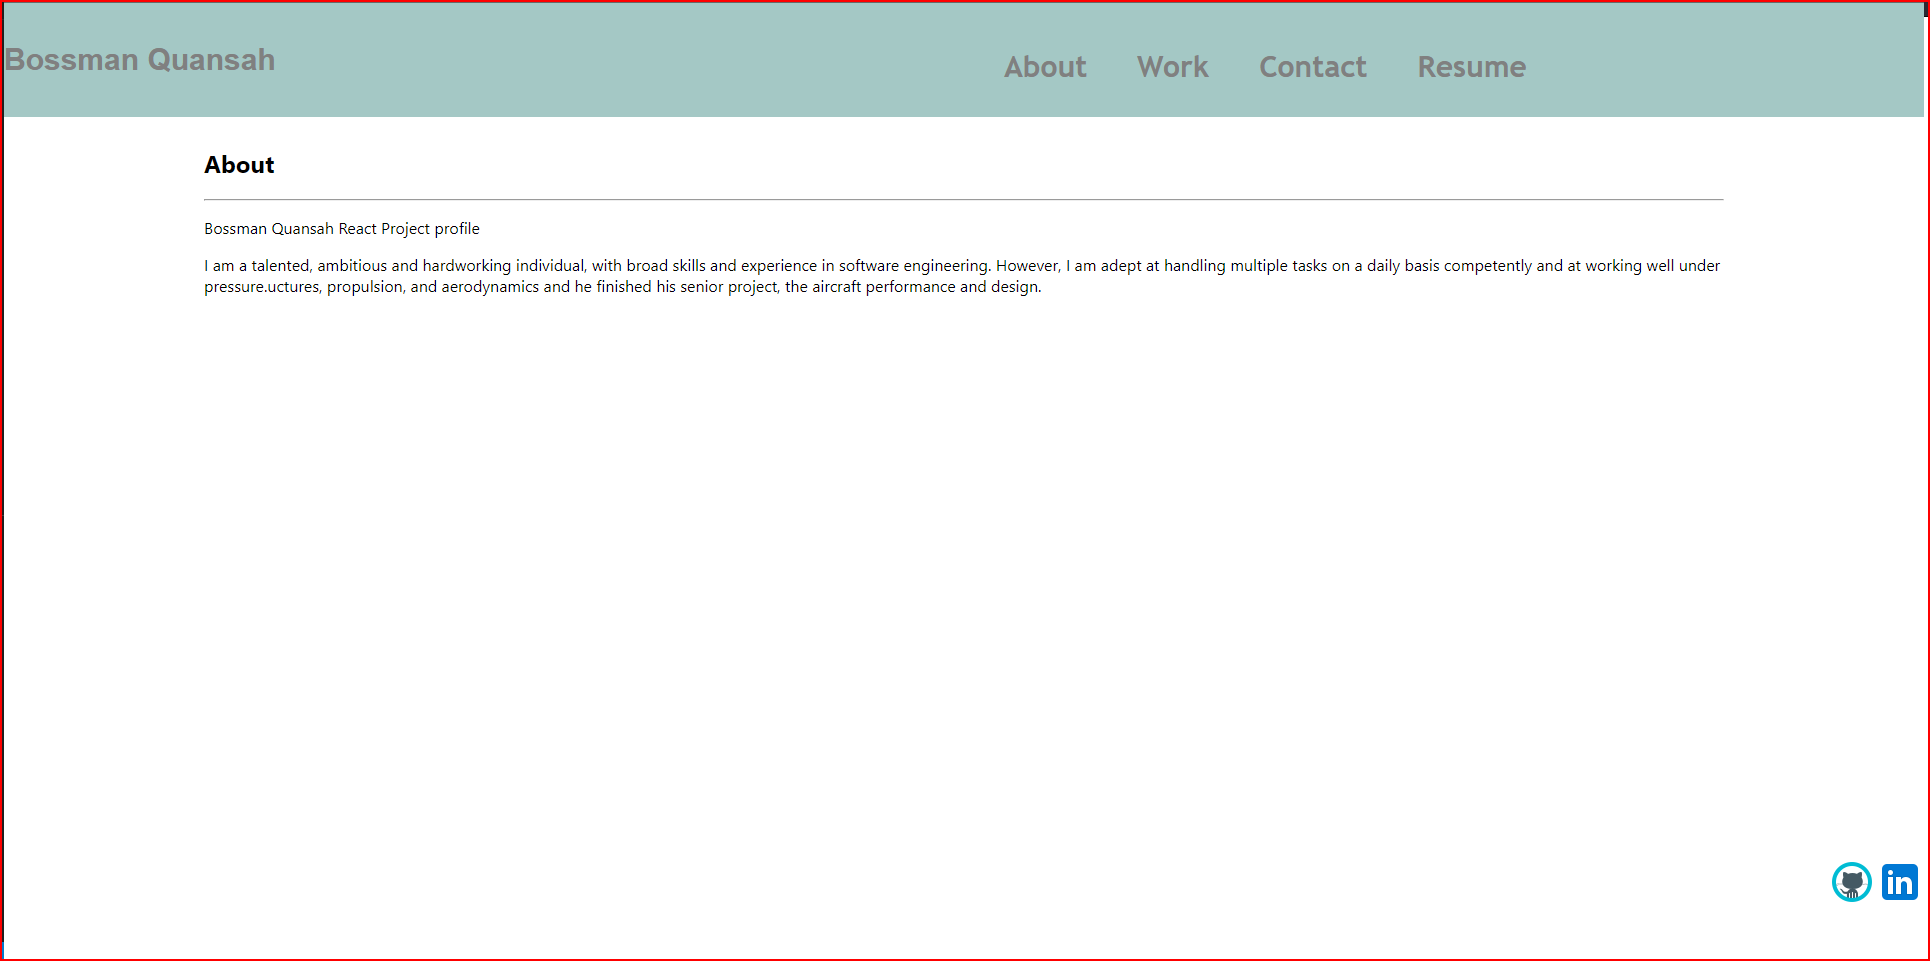 Bossman Quansah
About Work Contact Resume
About
Bossman Quansah React Project profile
I am a talented, ambitious and hardworking individual, with broad skills and experience in software engineering. However, I am adept at handling multiple tasks on a daily basis competently and at working well under
pressure.uctures, propulsion, and aerodynamics and he finished his senior project, the aircraft performance and design.
in